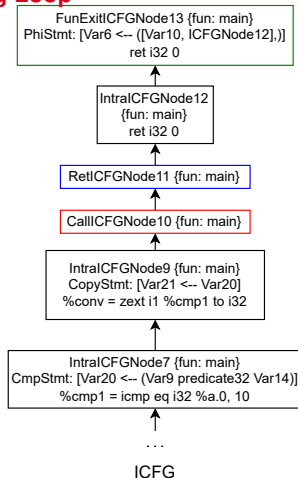 FunExitICFGNode13 {fun: main}
PhiStmt: [Var6 <-- ([Var10, ICFGNode12],)]
ret i32 0
IntraICFGNode12
{fun: main}
ret i32 0
RetICFGNode11 {fun: main}
CallICFGNode10 {fun: main}
IntraICFGNode9 {fun: main}
CopyStmt: [Var21 <-- Var20]
%conv = zext i1 %cmp1 to i32
IntraICFGNode7 {fun: main}
CmpStmt: [Var20 <-- (Var9 predicate32 Var14)]
%cmp1 = icmp eq i32 %a.0, 10
...
ICFG